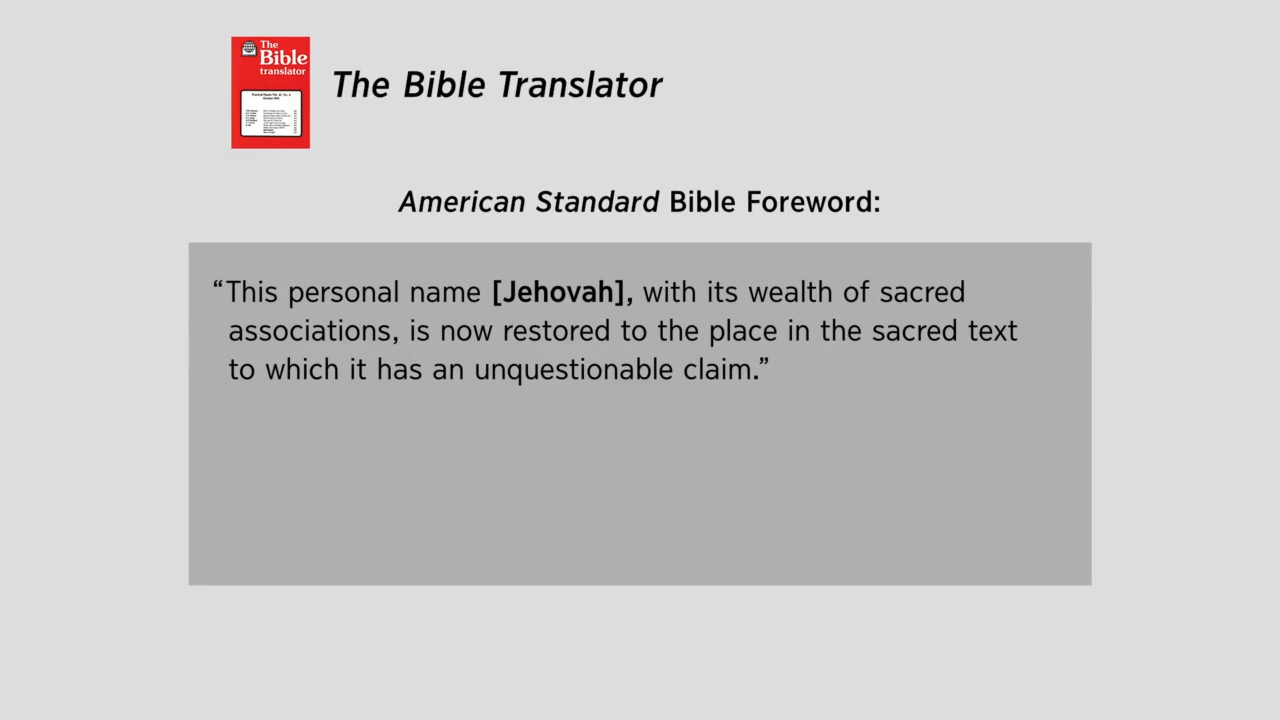 The
Bible
translator
The Bible Translator
American Standard Bible Foreword:
“This personal name [Jehovah], with its wealth of sacred
associations, is now restored to the place in the sacred text
to which it has an unquestionable claim.”